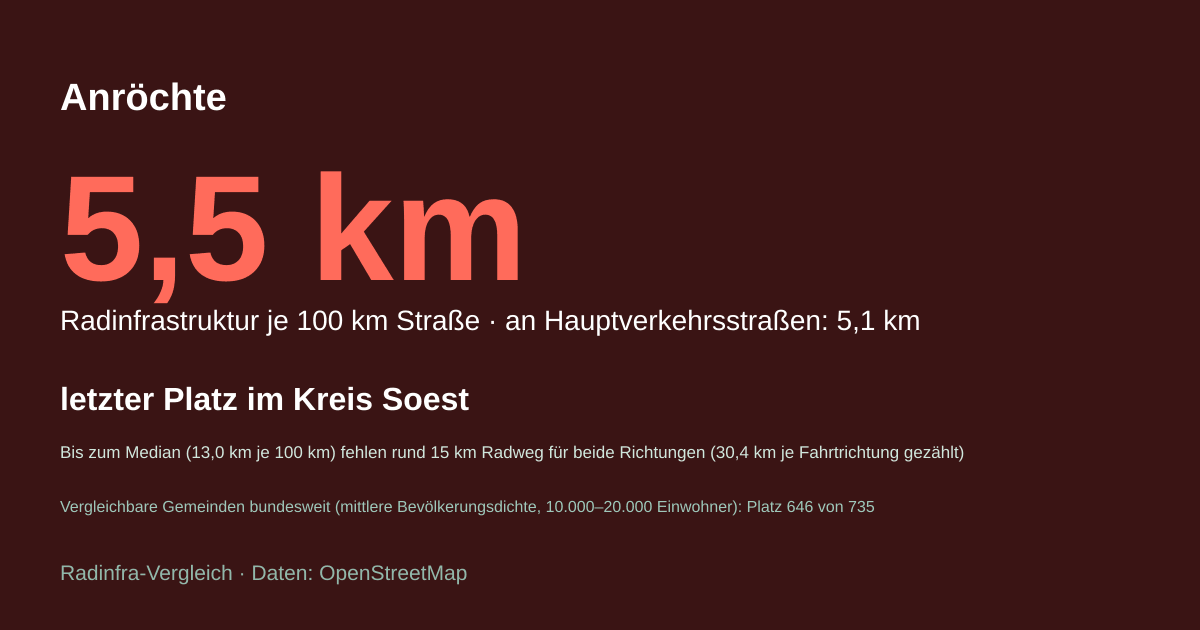 Anröchte
5,5 km
Radinfrastruktur je 100 km Straße · an Hauptverkehrsstraßen: 5,1 km
letzter Platz im Kreis Soest
Bis zum Median (13,0 km je 100 km) fehlen rund 15 km Radweg für beide Richtungen (30,4 km je Fahrtrichtung gezählt)
Vergleichbare Gemeinden bundesweit (mittlere Bevölkerungsdichte, 10.000–20.000 Einwohner): Platz 646 von 735
Radinfra-Vergleich · Daten: OpenStreetMap